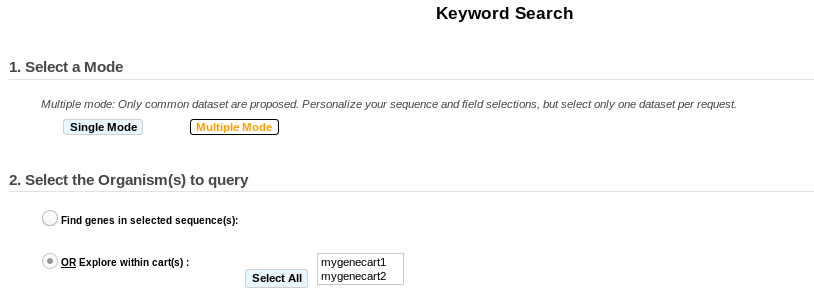 Keyword Search
1. Select a Mode
Multiple mode: Only common dataset are proposed. Personalize your sequence and field selections, but select only one dataset per request.
Single Mode Multiple Mode
2. Select the Organism(s) to query
Find genes in selected sequence(s):
OR Explore within cart(s) :
Select All
mygenecart1
mygenecart2